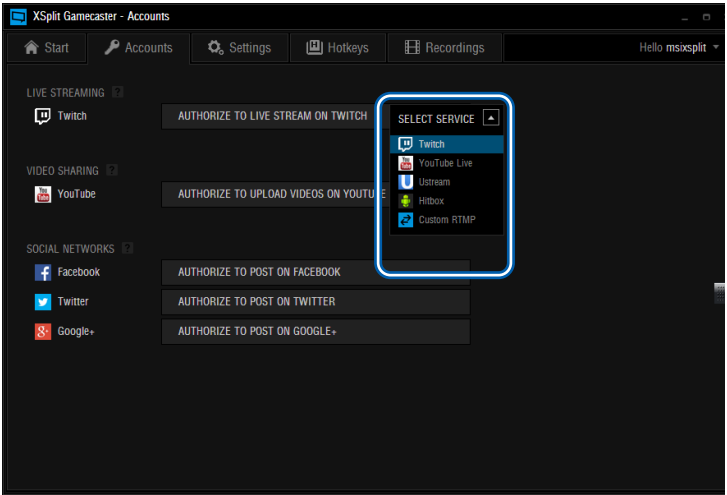 XSplit Gamecaster - Accounts
Start Accounts Settings Hotkeys Recordings Hello msixsplit
LIVE STREAMING ?
Twitch AUTHORIZE TO LIVE STREAM ON TWITCH SELECT SERVICE
Twitch
YouTube Live
Ustream
Hitbox
Custom RTMP
VIDEO SHARING ?
YouTube AUTHORIZE TO UPLOAD VIDEOS ON YOUTUBE
SOCIAL NETWORKS ?
Facebook AUTHORIZE TO POST ON FACEBOOK
Twitter AUTHORIZE TO POST ON TWITTER
Google+ AUTHORIZE TO POST ON GOOGLE+